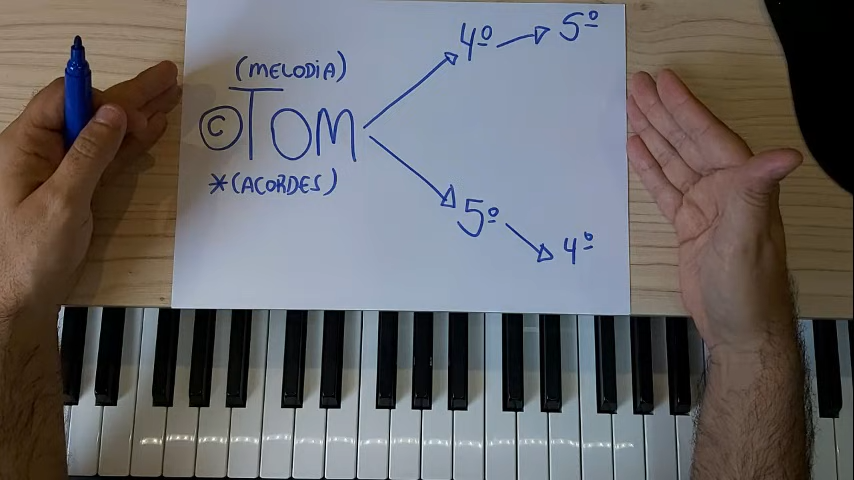 (MELODiA)
© TOM
*(ACORDES)
4º → 5º
5º → 4º